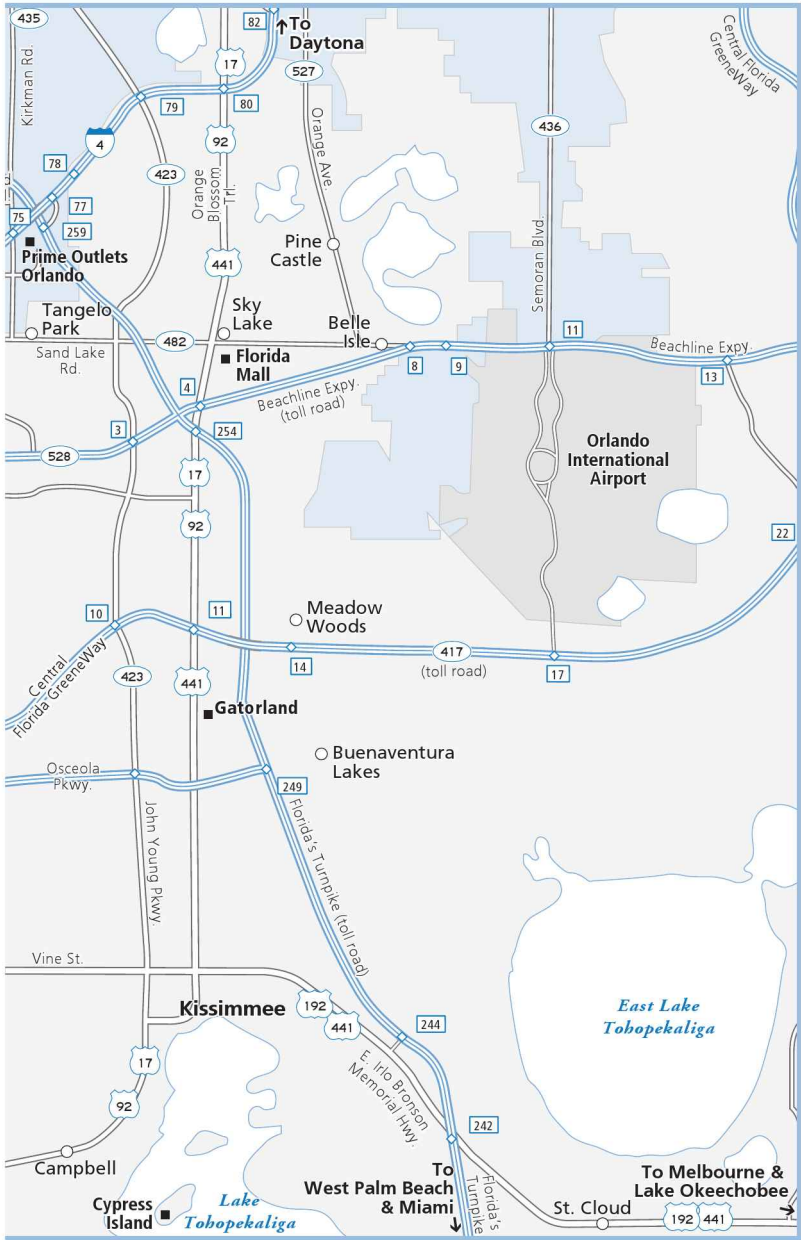 435
82
To
Daytona
Kirkman Rd.
17
527
Central Florida
GreeneWay
79
80
Orange Ave.
436
4
92
78
423
Orange
Blossom
Trl.
77
75
259
Pine
Castle
Semoran Blvd.
Prime Outlets
Orlando
441
Tangelo
Park
Sky
Lake
Belle
Isle
11
482
Sand Lake
Rd.
Florida
Mall
8
9
Beachline Expy.
13
4
Beachline Expy.
(toll road)
3
254
Orlando
International
Airport
528
17
92
22
10
11
Meadow
Woods
14
417
(toll road)
17
Central
Florida GreeneWay
423
441
Gatorland
Buenaventura
Lakes
Osceola
Pkwy.
249
John Young Pkwy.
Florida's Turnpike (toll road)
Vine St.
Kissimmee
192
441
244
East Lake
Tohopekaliga
17
E. Irlo Bronson
Memorial Hwy.
92
242
Campbell
To
West Palm Beach
& Miami
Florida's
Turnpike
To Melbourne &
Lake Okeechobee
Cypress
Island
Lake
Tohopekaliga
St. Cloud
192
441